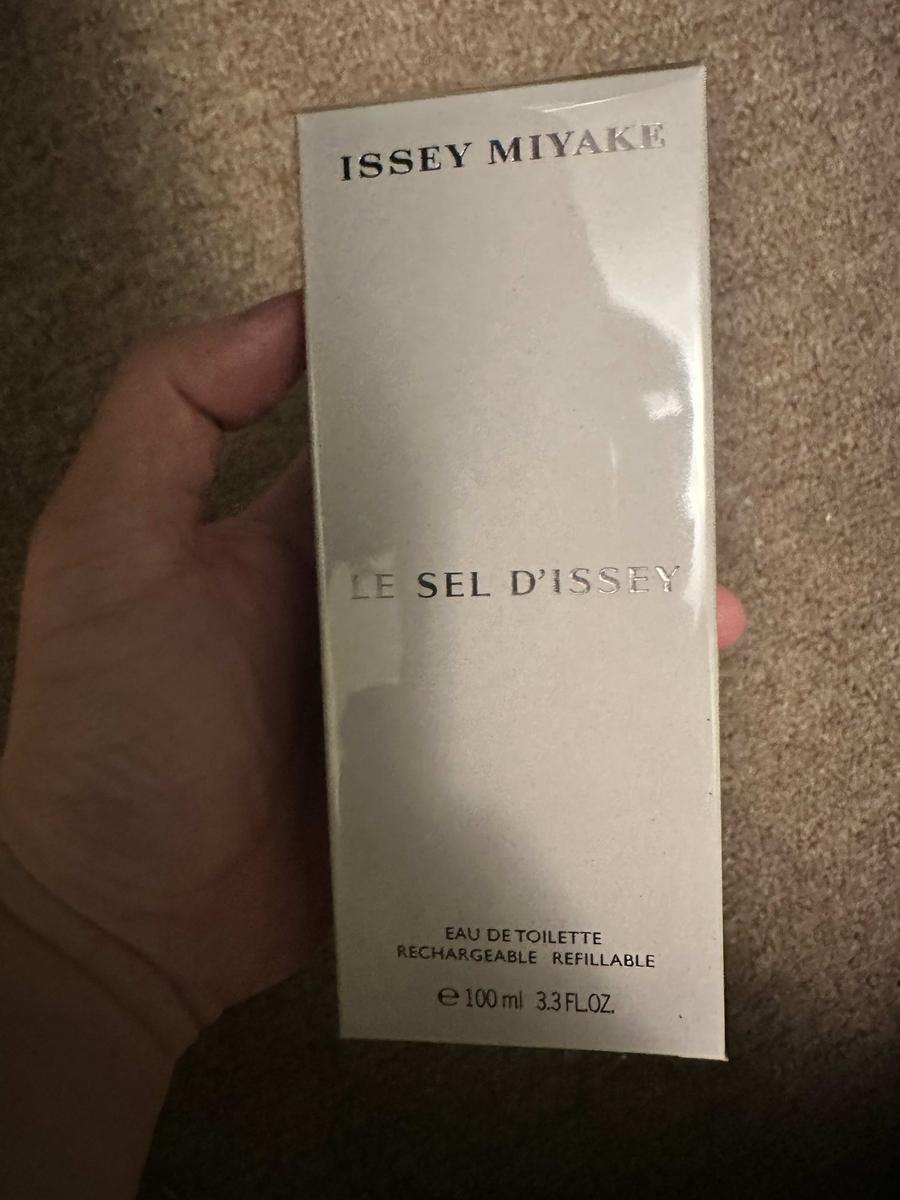 ISSEY MIYAKE
LE SEL D'ISSEY
EAU DE TOILETTE
RECHARGEABLE REFILLABLE
℮ 100 ml 3.3 FL.OZ.